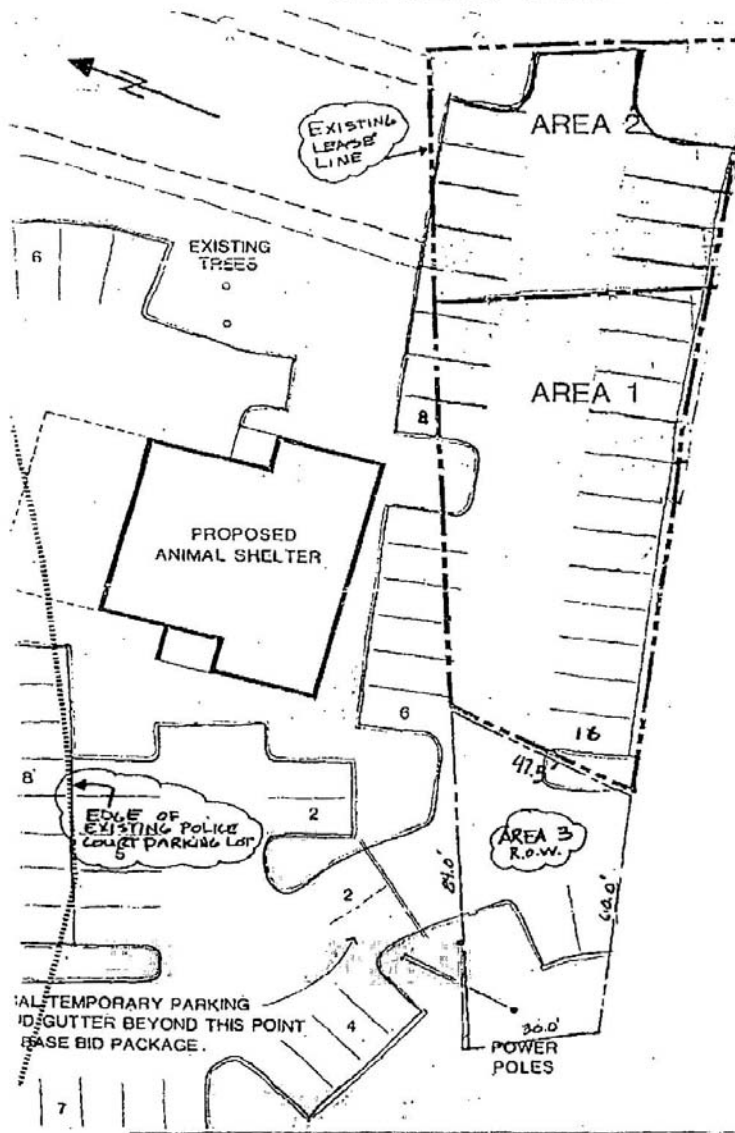 N
EXISTING
LEASE
LINE
AREA 2
EXISTING
TREES
6
AREA 1
8
PROPOSED
ANIMAL SHELTER
6
18
47.5'
8
EDGE OF
EXISTING POLICE
COURT PARKING LOT
5
2
AREA 3
R.O.W.
84.0'
60.0'
2
AL TEMPORARY PARKING
D GUTTER BEYOND THIS POINT
BASE BID PACKAGE.
4
30.0'
POWER
POLES
7